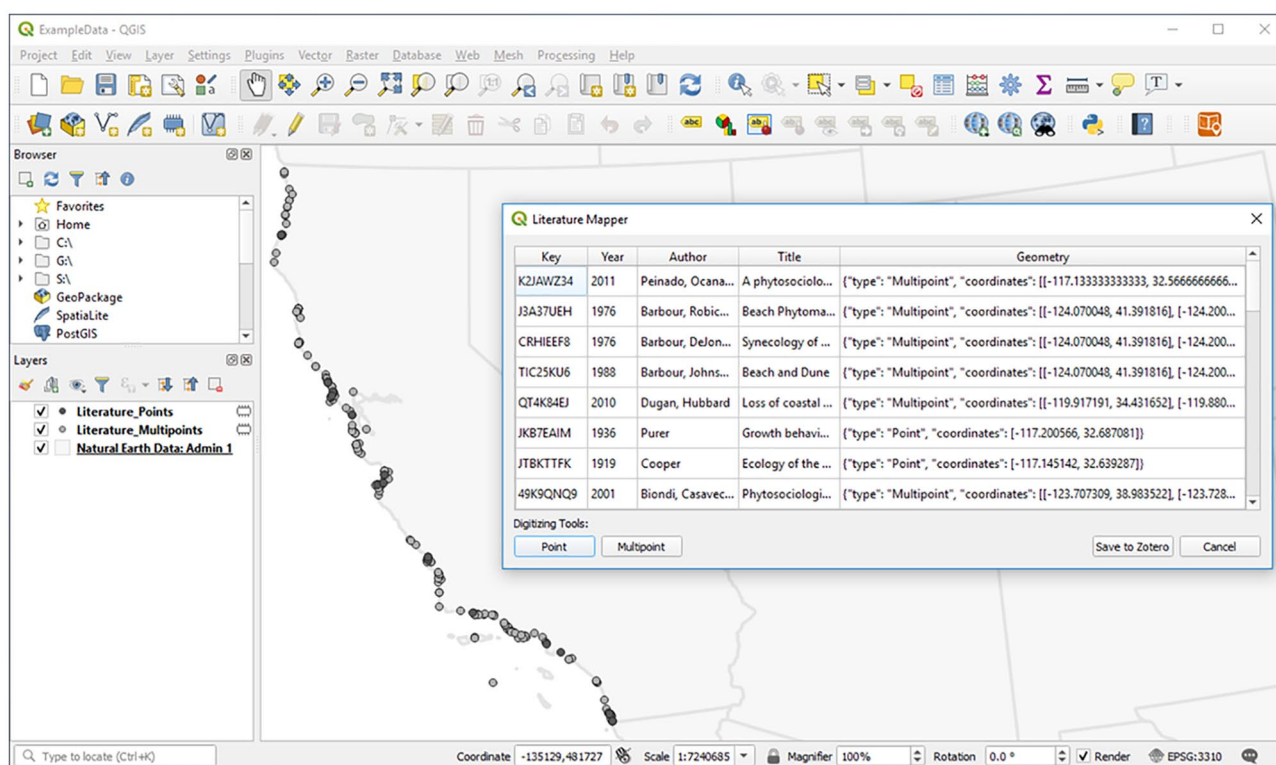 ExampleData - QGIS
Project Edit View Layer Settings Plugins Vector Raster Database Web Mesh Processing Help
Browser
Favorites
Home
C:\
G:\
S:\
GeoPackage
SpatiaLite
PostGIS
Layers
Literature_Points
Literature_Multipoints
Natural Earth Data: Admin 1
Literature Mapper
Key Year Author Title Geometry
K2JAWZ34 2011 Peinado, Ocana... A phytosociolo... {"type": "Multipoint", "coordinates": [[-117.133333333333, 32.5666666666...
J3A37UEH 1976 Barbour, Robic... Beach Phytoma... {"type": "Multipoint", "coordinates": [[-124.070048, 41.391816], [-124.200...
CRHIEEF8 1976 Barbour, DeJon... Synecology of ... {"type": "Multipoint", "coordinates": [[-124.070048, 41.391816], [-124.200...
TIC25KU6 1988 Barbour, Johns... Beach and Dune {"type": "Multipoint", "coordinates": [[-124.070048, 41.391816], [-124.200...
QT4K84EJ 2010 Dugan, Hubbard Loss of coastal ... {"type": "Multipoint", "coordinates": [[-119.917191, 34.431652], [-119.880...
JKB7EAIM 1936 Purer Growth behavi... {"type": "Point", "coordinates": [-117.200566, 32.687081]}
JTBKTTFK 1919 Cooper Ecology of the ... {"type": "Point", "coordinates": [-117.145142, 32.639287]}
49K9QNQ9 2001 Biondi, Casavec... Phytosociologi... {"type": "Multipoint", "coordinates": [[-123.707309, 38.983522], [-123.728...
Digitizing Tools:
Point Multipoint Save to Zotero Cancel
Type to locate (Ctrl+K) Coordinate -135129,481727 Scale 1:7240685 Magnifier 100% Rotation 0.0 ° Render EPSG:3310